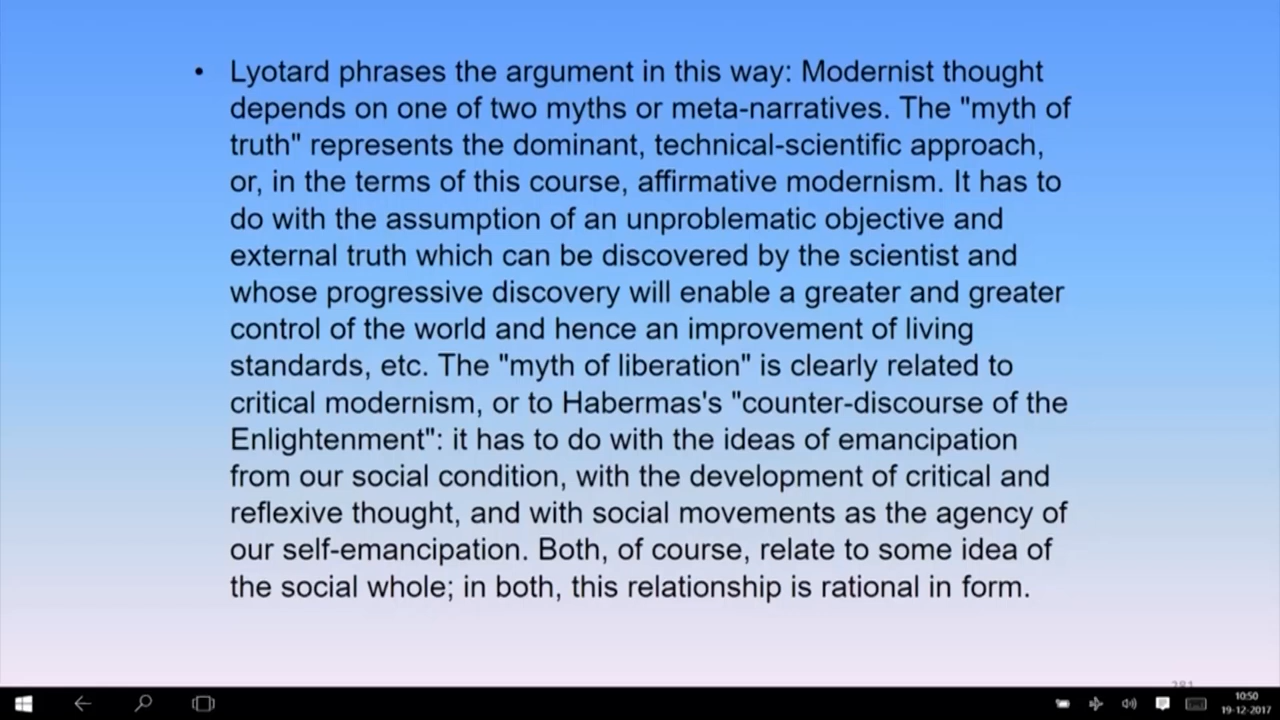 • Lyotard phrases the argument in this way: Modernist thought
depends on one of two myths or meta-narratives. The "myth of
truth" represents the dominant, technical-scientific approach,
or, in the terms of this course, affirmative modernism. It has to
do with the assumption of an unproblematic objective and
external truth which can be discovered by the scientist and
whose progressive discovery will enable a greater and greater
control of the world and hence an improvement of living
standards, etc. The "myth of liberation" is clearly related to
critical modernism, or to Habermas's "counter-discourse of the
Enlightenment": it has to do with the ideas of emancipation
from our social condition, with the development of critical and
reflexive thought, and with social movements as the agency of
our self-emancipation. Both, of course, relate to some idea of
the social whole; in both, this relationship is rational in form.
10:50
19-12-2017